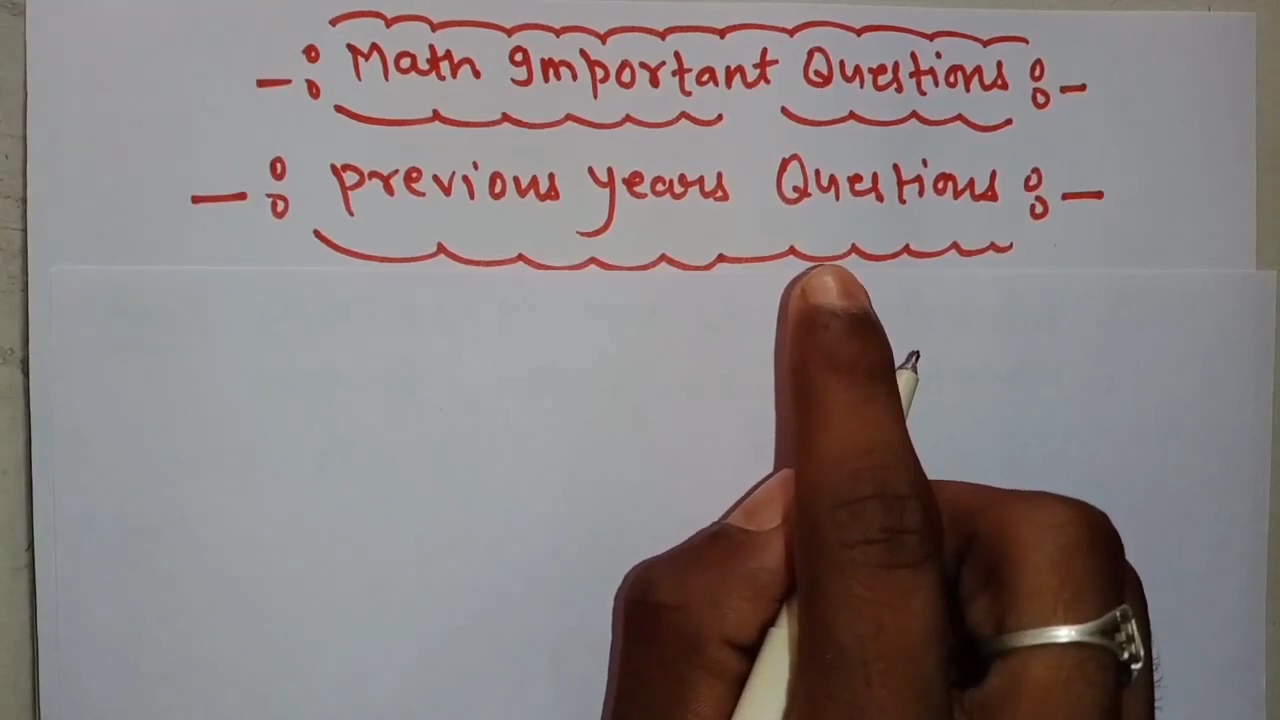 -: Math Important Questions :-
-: previous years Questions :-